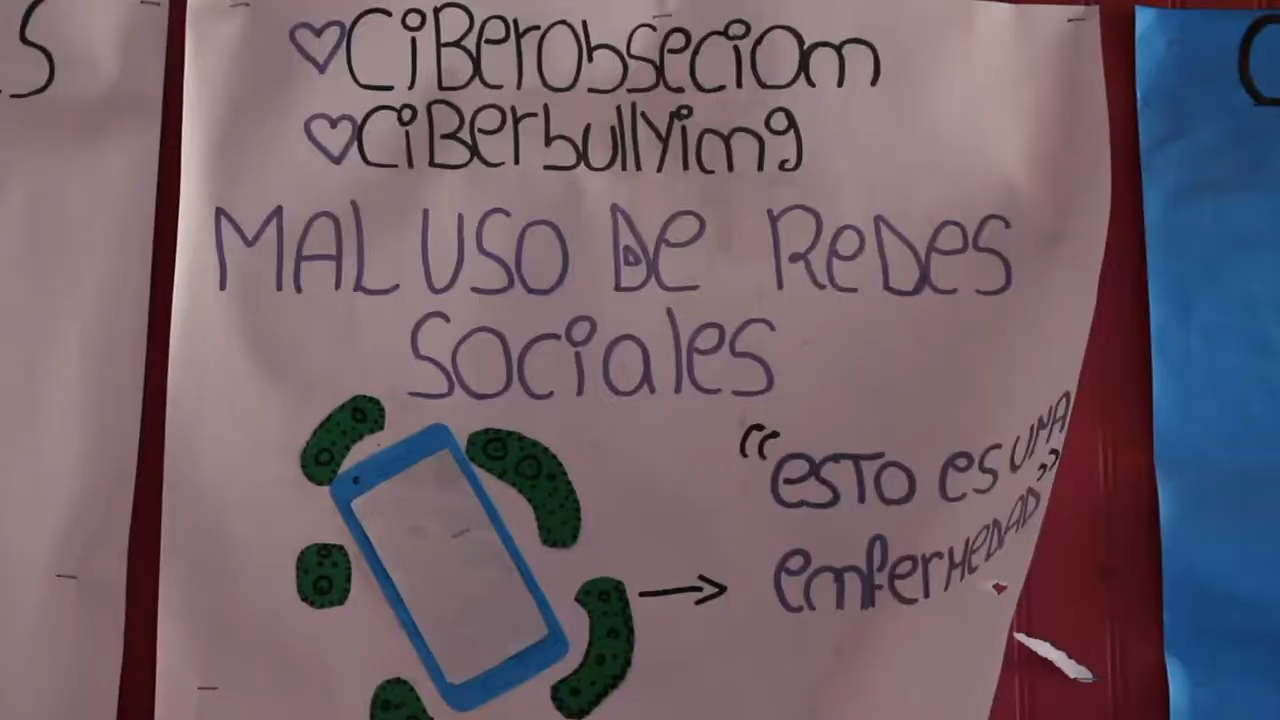 S
♡CiBerObseciOm
♡CiBerbullyimg
MAL USO De ReDes
SOCiales
“esTO es UNA
emferMeDAD”
C